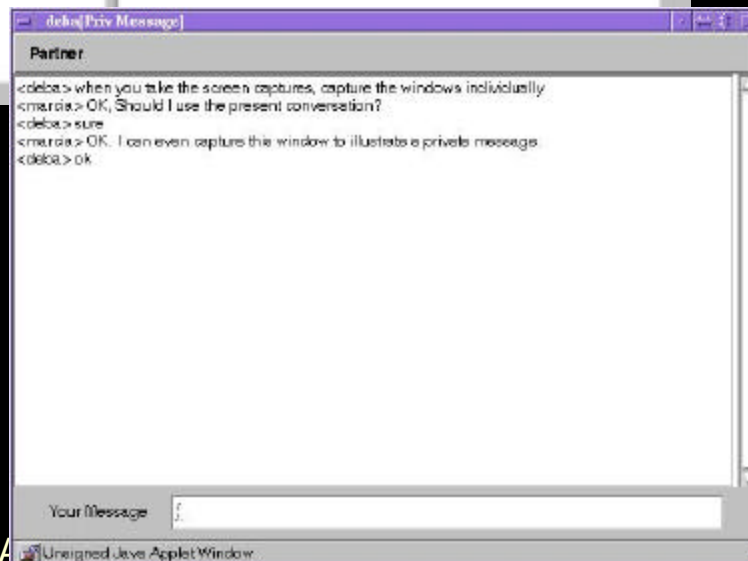 deba[Priv Message]
Partner
<deba> when you take the screen captures, capture the windows individually
<marcia> OK, Should I use the present conversation?
<deba> sure
<marcia> OK. I can even capture this window to illustrate a private message
<deba> ok
Your Message
Unsigned Java Applet Window